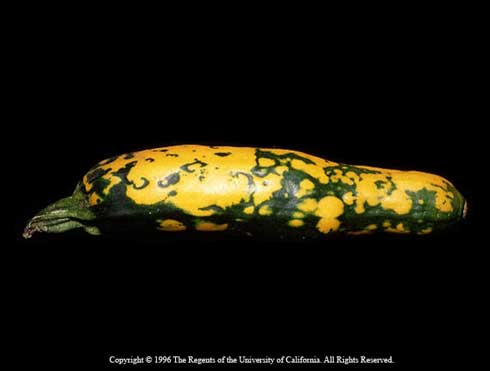 Copyright © 1996 The Regents of the University of California. All Rights Reserved.